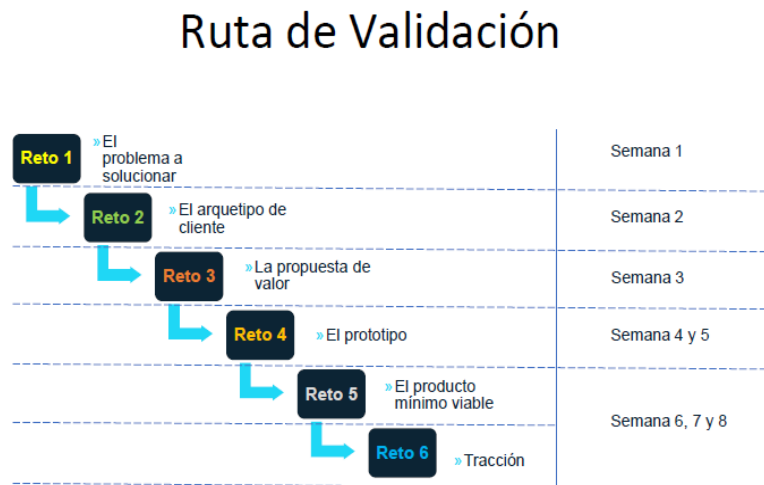 Ruta de Validación
Reto 1
» El
problema a
solucionar
Semana 1
Reto 2
» El arquetipo de
cliente
Semana 2
Reto 3
» La propuesta de
valor
Semana 3
Reto 4
» El prototipo
Semana 4 y 5
Reto 5
» El producto
mínimo viable
Semana 6, 7 y 8
Reto 6
» Tracción